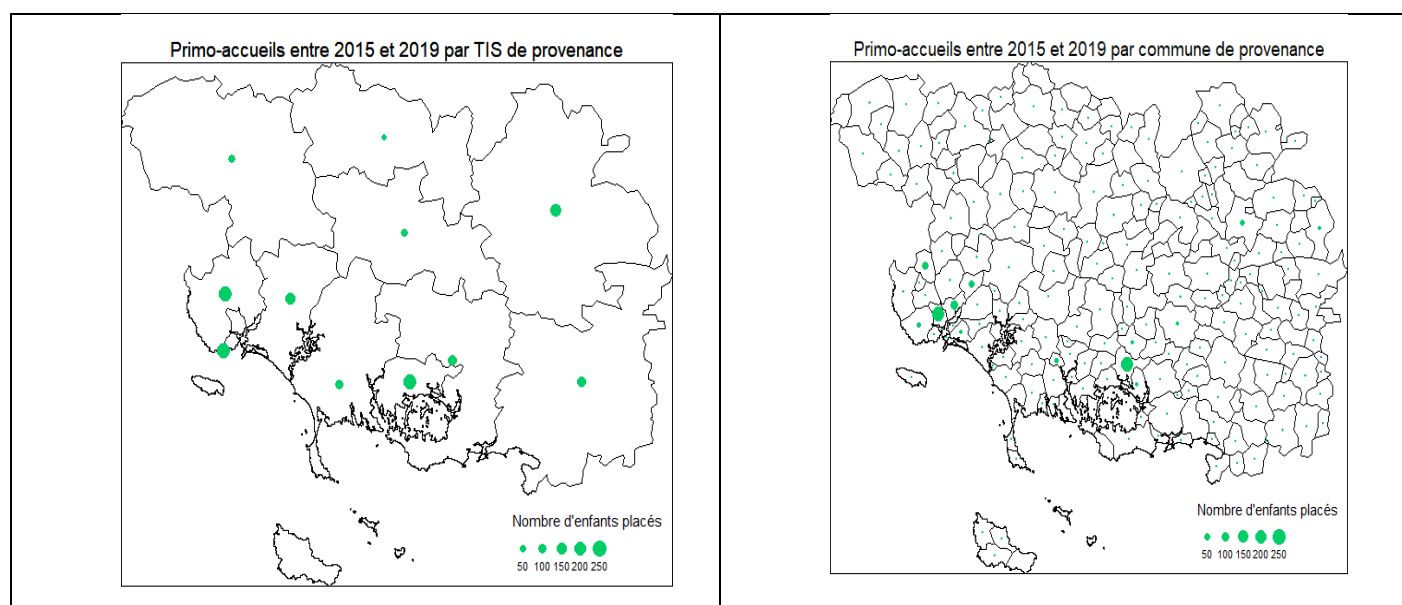 Primo-accueils entre 2015 et 2019 par TIS de provenance
Nombre d'enfants placés
50 100 150 200 250
Primo-accueils entre 2015 et 2019 par commune de provenance
Nombre d'enfants placés
50 100 150 200 250